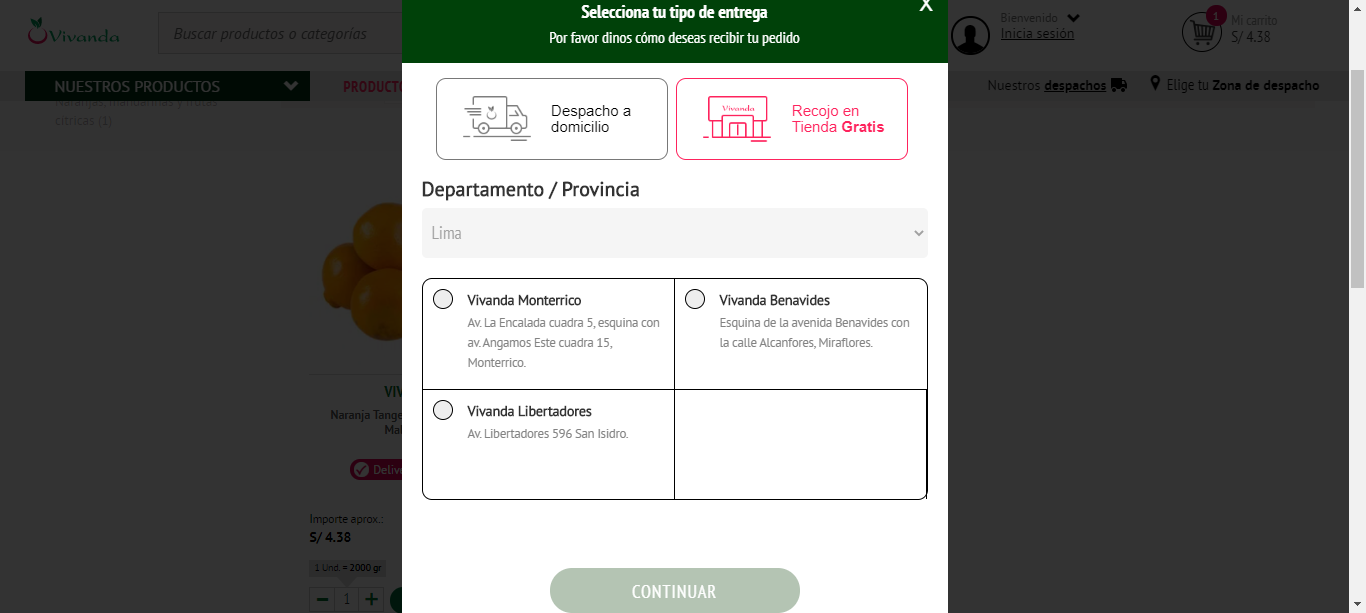 Selecciona tu tipo de entrega
X
Por favor dinos cómo deseas recibir tu pedido
Vivanda
Buscar productos o categorías
Bienvenido
Inicia sesión
1
Mi carrito
S/ 4.38
NUESTROS PRODUCTOS
PRODUCTO
Nuestros despachos
Elige tu Zona de despacho
Naranjas, mandarinas y frutas
cítricas (1)
Despacho a
domicilio
Vivanda
Recojo en
Tienda Gratis
Departamento / Provincia
Lima
Vivanda Monterrico
Av. La Encalada cuadra 5, esquina con
av. Angamos Este cuadra 15,
Monterrico.
Vivanda Benavides
Esquina de la avenida Benavides con
la calle Alcanfores, Miraflores.
Vivanda Libertadores
Av. Libertadores 596 San Isidro.
VIV
Naranja Tange
Mal
Deliv
Importe aprox.:
S/ 4.38
1 Und. = 2000 gr
1
CONTINUAR